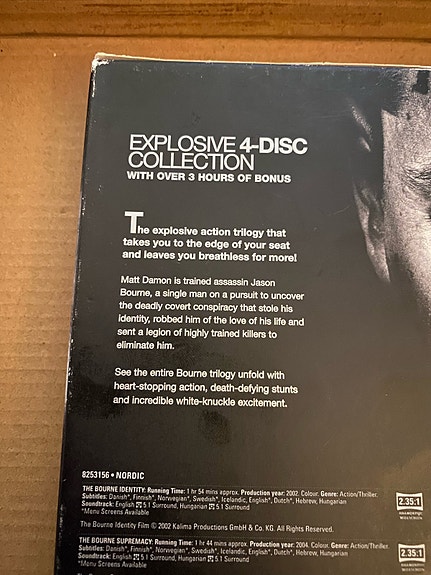 EXPLOSIVE 4-DISC
COLLECTION
WITH OVER 3 HOURS OF BONUS
The explosive action trilogy that
takes you to the edge of your seat
and leaves you breathless for more!
Matt Damon is trained assassin Jason
Bourne, a single man on a pursuit to uncover
the deadly covert conspiracy that stole his
identity, robbed him of the love of his life and
sent a legion of highly trained killers to
eliminate him.
See the entire Bourne trilogy unfold with
heart-stopping action, death-defying stunts
and incredible white-knuckle excitement.
8253156 • NORDIC
THE BOURNE IDENTITY: Running Time: 1 hr 54 mins approx. Production year: 2002. Colour. Genre: Action/Thriller.
Subtitles: Danish*, Finnish*, Norwegian*, Swedish*, Icelandic, English*, Dutch*, Hebrew, Hungarian
Soundtrack: English 5.1 Surround, Hungarian 5.1 Surround
*Menu Screens Available
2.35:1
ANAMORPHIC
WIDESCREEN
The Bourne Identity Film © 2002 Kalima Productions GmbH & Co. KG. All Rights Reserved.
THE BOURNE SUPREMACY: Running Time: 1 hr 44 mins approx. Production year: 2004. Colour. Genre: Action/Thriller.
Subtitles: Danish*, Finnish*, Norwegian*, Swedish*, Icelandic, English*, Dutch*, Hebrew, Hungarian
Soundtrack: English 5.1 Surround, Hungarian 5.1 Surround
*Menu Screens Available
2.35:1
ANAMORPHIC
WIDESCREEN